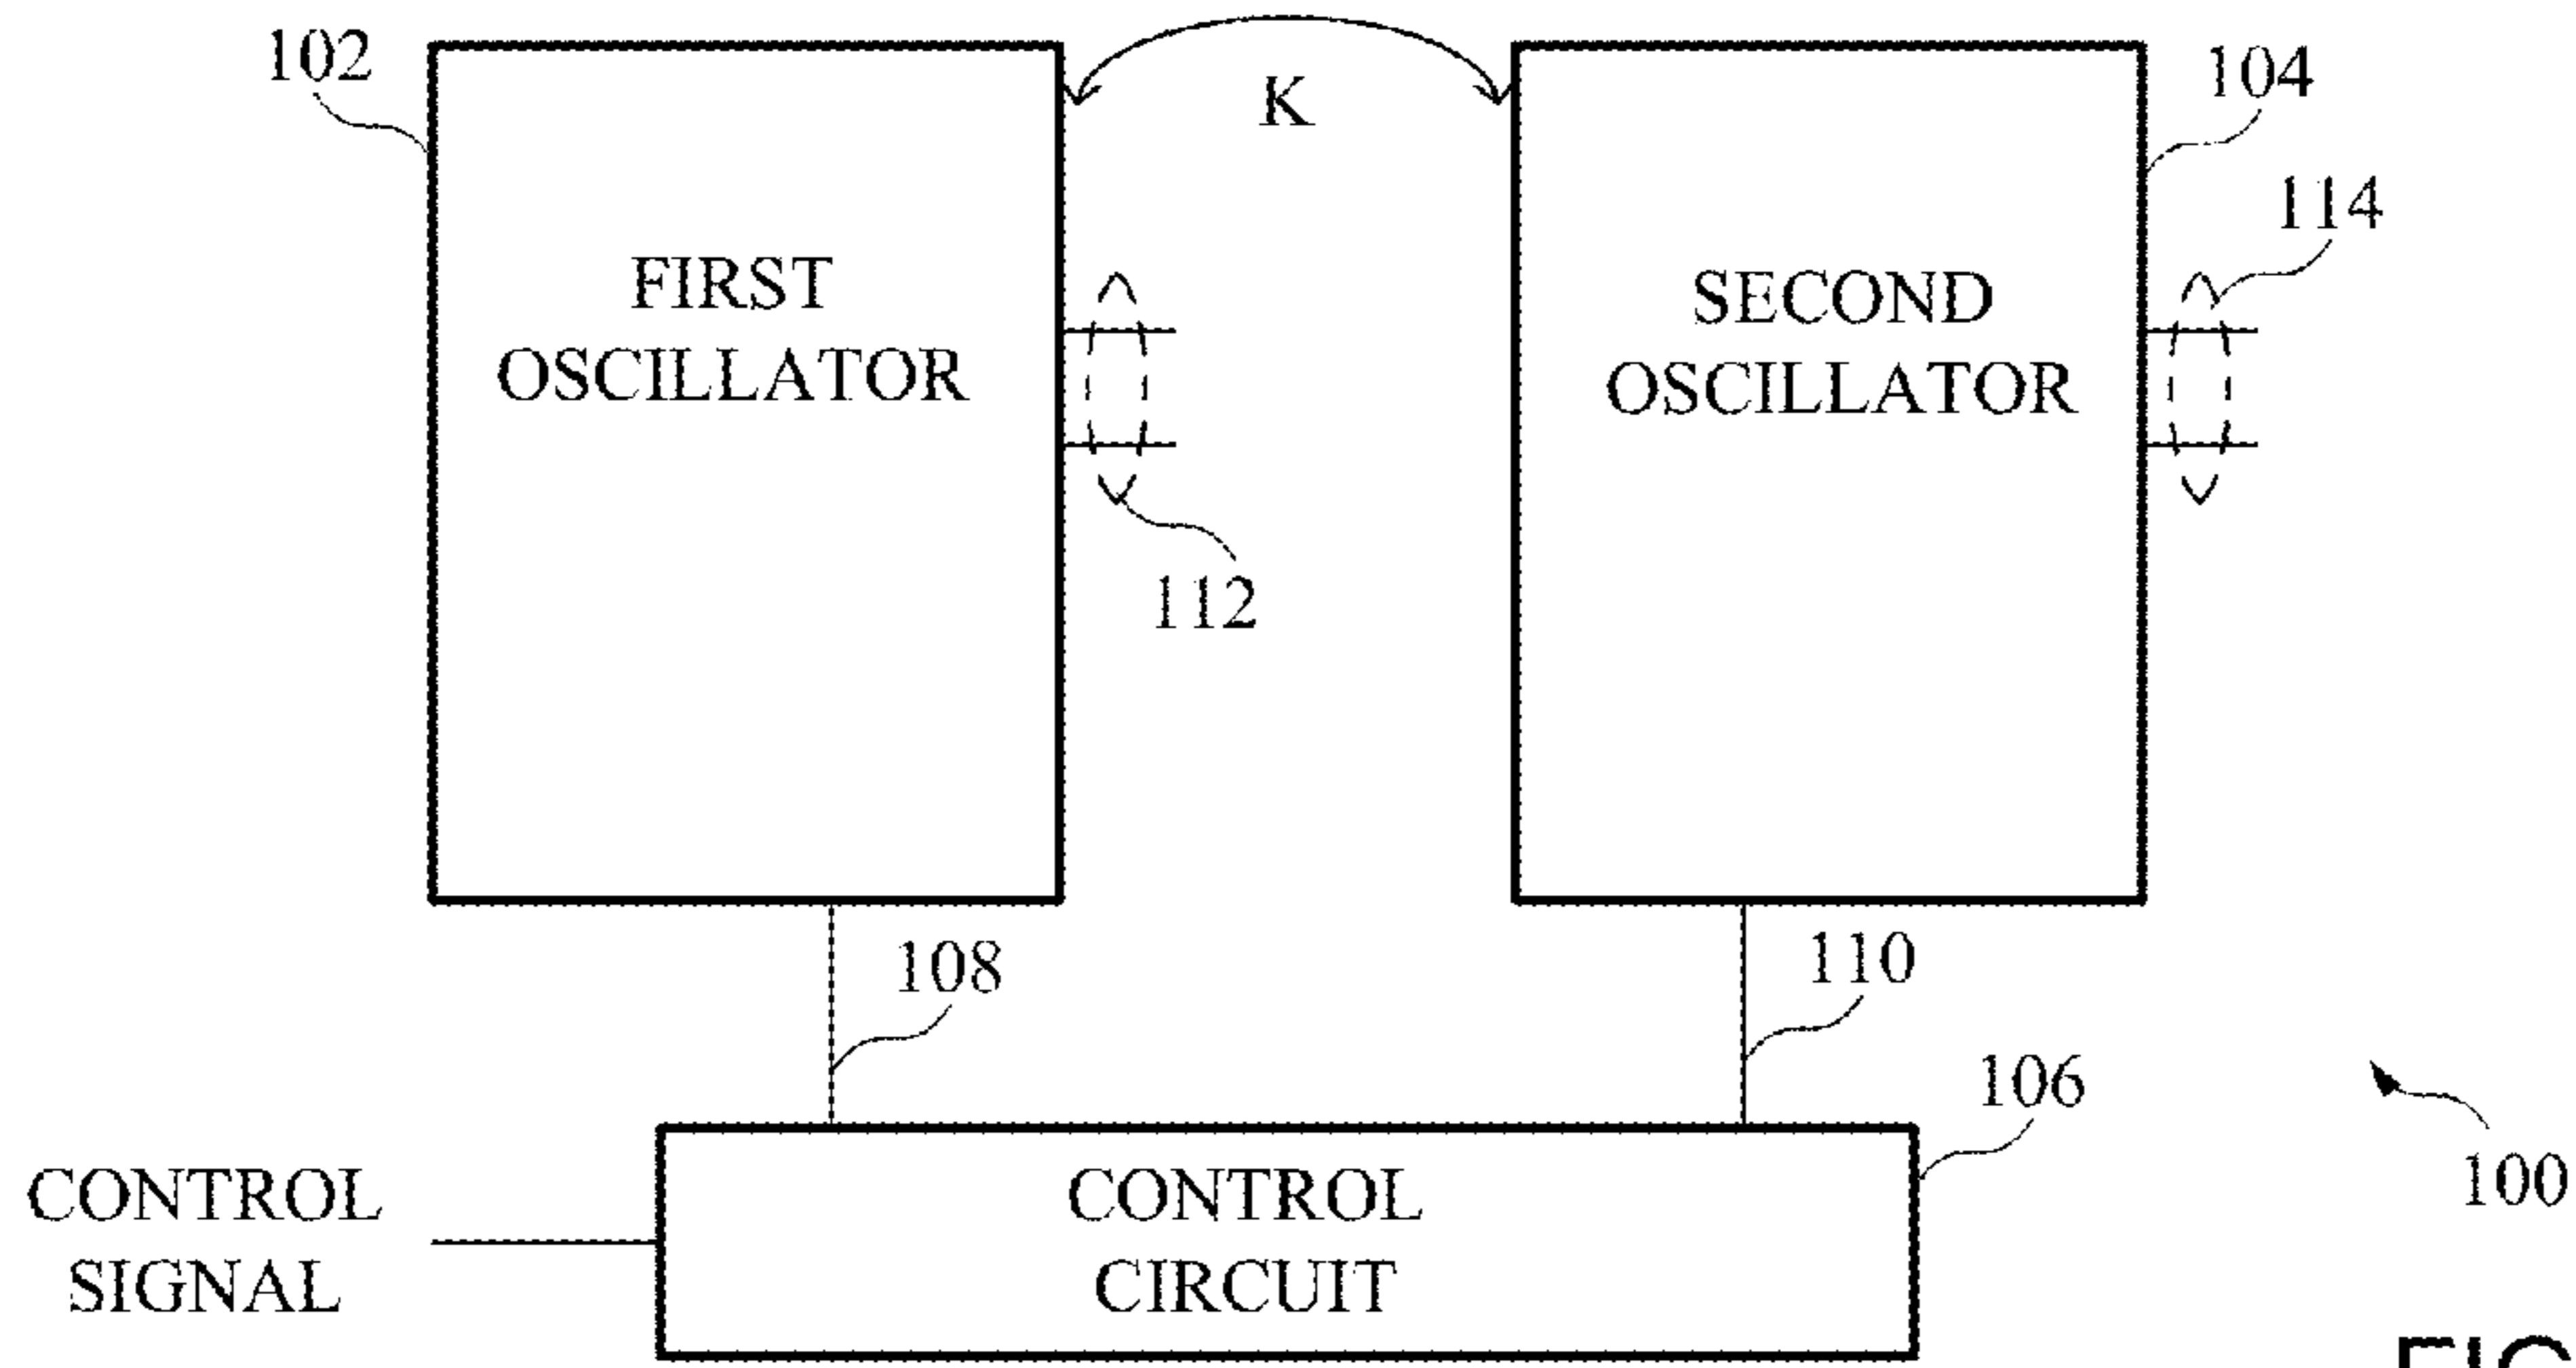 102
K
104
114
FIRST
OSCILLATOR
SECOND
OSCILLATOR
112
108
110
106
100
CONTROL
SIGNAL
CONTROL
CIRCUIT